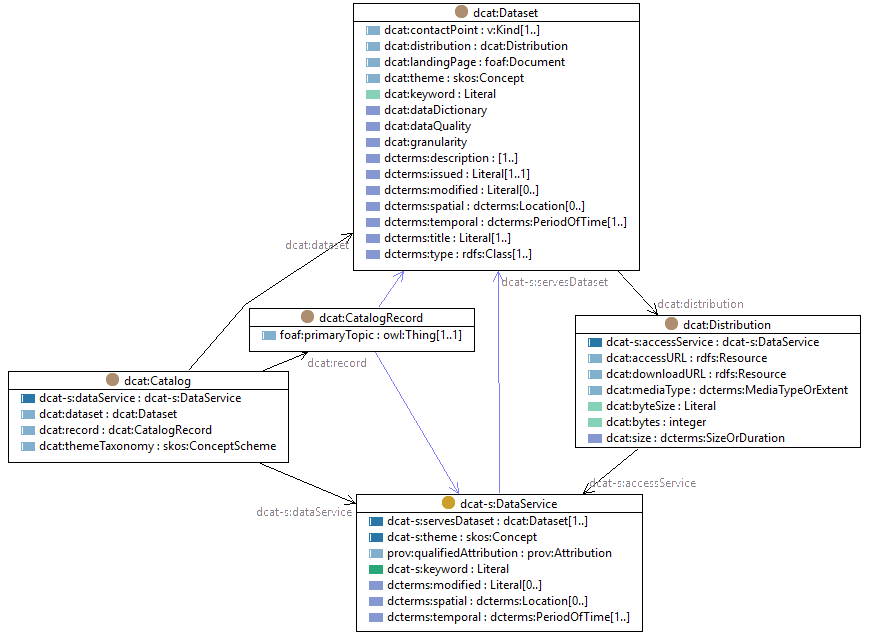 dcat:Dataset
dcat:contactPoint : v:Kind[1..]
dcat:distribution : dcat:Distribution
dcat:landingPage : foaf:Document
dcat:theme : skos:Concept
dcat:keyword : Literal
dcat:dataDictionary
dcat:dataQuality
dcat:granularity
dcterms:description : [1..]
dcterms:issued : Literal[1..1]
dcterms:modified : Literal[0..]
dcterms:spatial : dcterms:Location[0..]
dcterms:temporal : dcterms:PeriodOfTime[1..]
dcterms:title : Literal[1..]
dcterms:type : rdfs:Class[1..]
dcat:dataset
dcat-s:servesDataset
dcat:distribution
dcat:CatalogRecord
foaf:primaryTopic : owl:Thing[1..1]
dcat:record
dcat:Distribution
dcat-s:accessService : dcat-s:DataService
dcat:accessURL : rdfs:Resource
dcat:downloadURL : rdfs:Resource
dcat:mediaType : dcterms:MediaTypeOrExtent
dcat:byteSize : Literal
dcat:bytes : integer
dcat:size : dcterms:SizeOrDuration
dcat:Catalog
dcat-s:dataService : dcat-s:DataService
dcat:dataset : dcat:Dataset
dcat:record : dcat:CatalogRecord
dcat:themeTaxonomy : skos:ConceptScheme
dcat-s:accessService
dcat-s:dataService
dcat-s:DataService
dcat-s:servesDataset : dcat:Dataset[1..]
dcat-s:theme : skos:Concept
prov:qualifiedAttribution : prov:Attribution
dcat-s:keyword : Literal
dcterms:modified : Literal[0..]
dcterms:spatial : dcterms:Location[0..]
dcterms:temporal : dcterms:PeriodOfTime[1..]